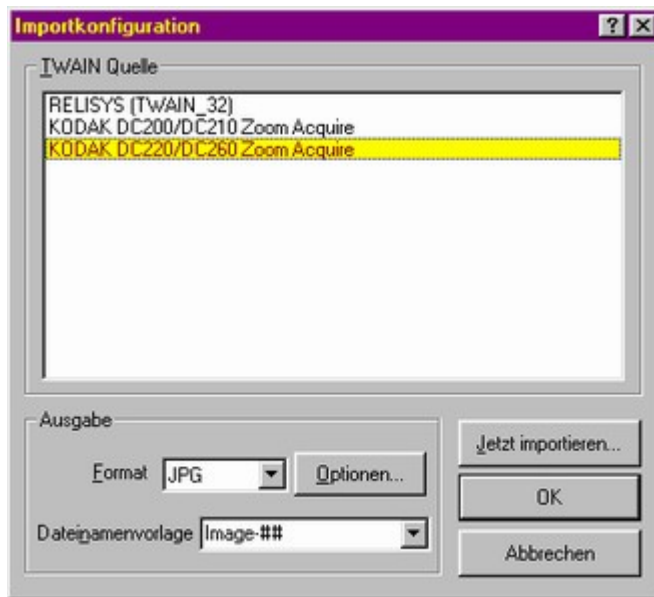 Importkonfiguration
TWAIN Quelle
RELISYS (TWAIN_32)
KODAK DC200/DC210 Zoom Acquire
KODAK DC220/DC260 Zoom Acquire
Ausgabe
Format JPG Optionen...
Dateinamenvorlage Image-##
Jetzt importieren...
OK
Abbrechen